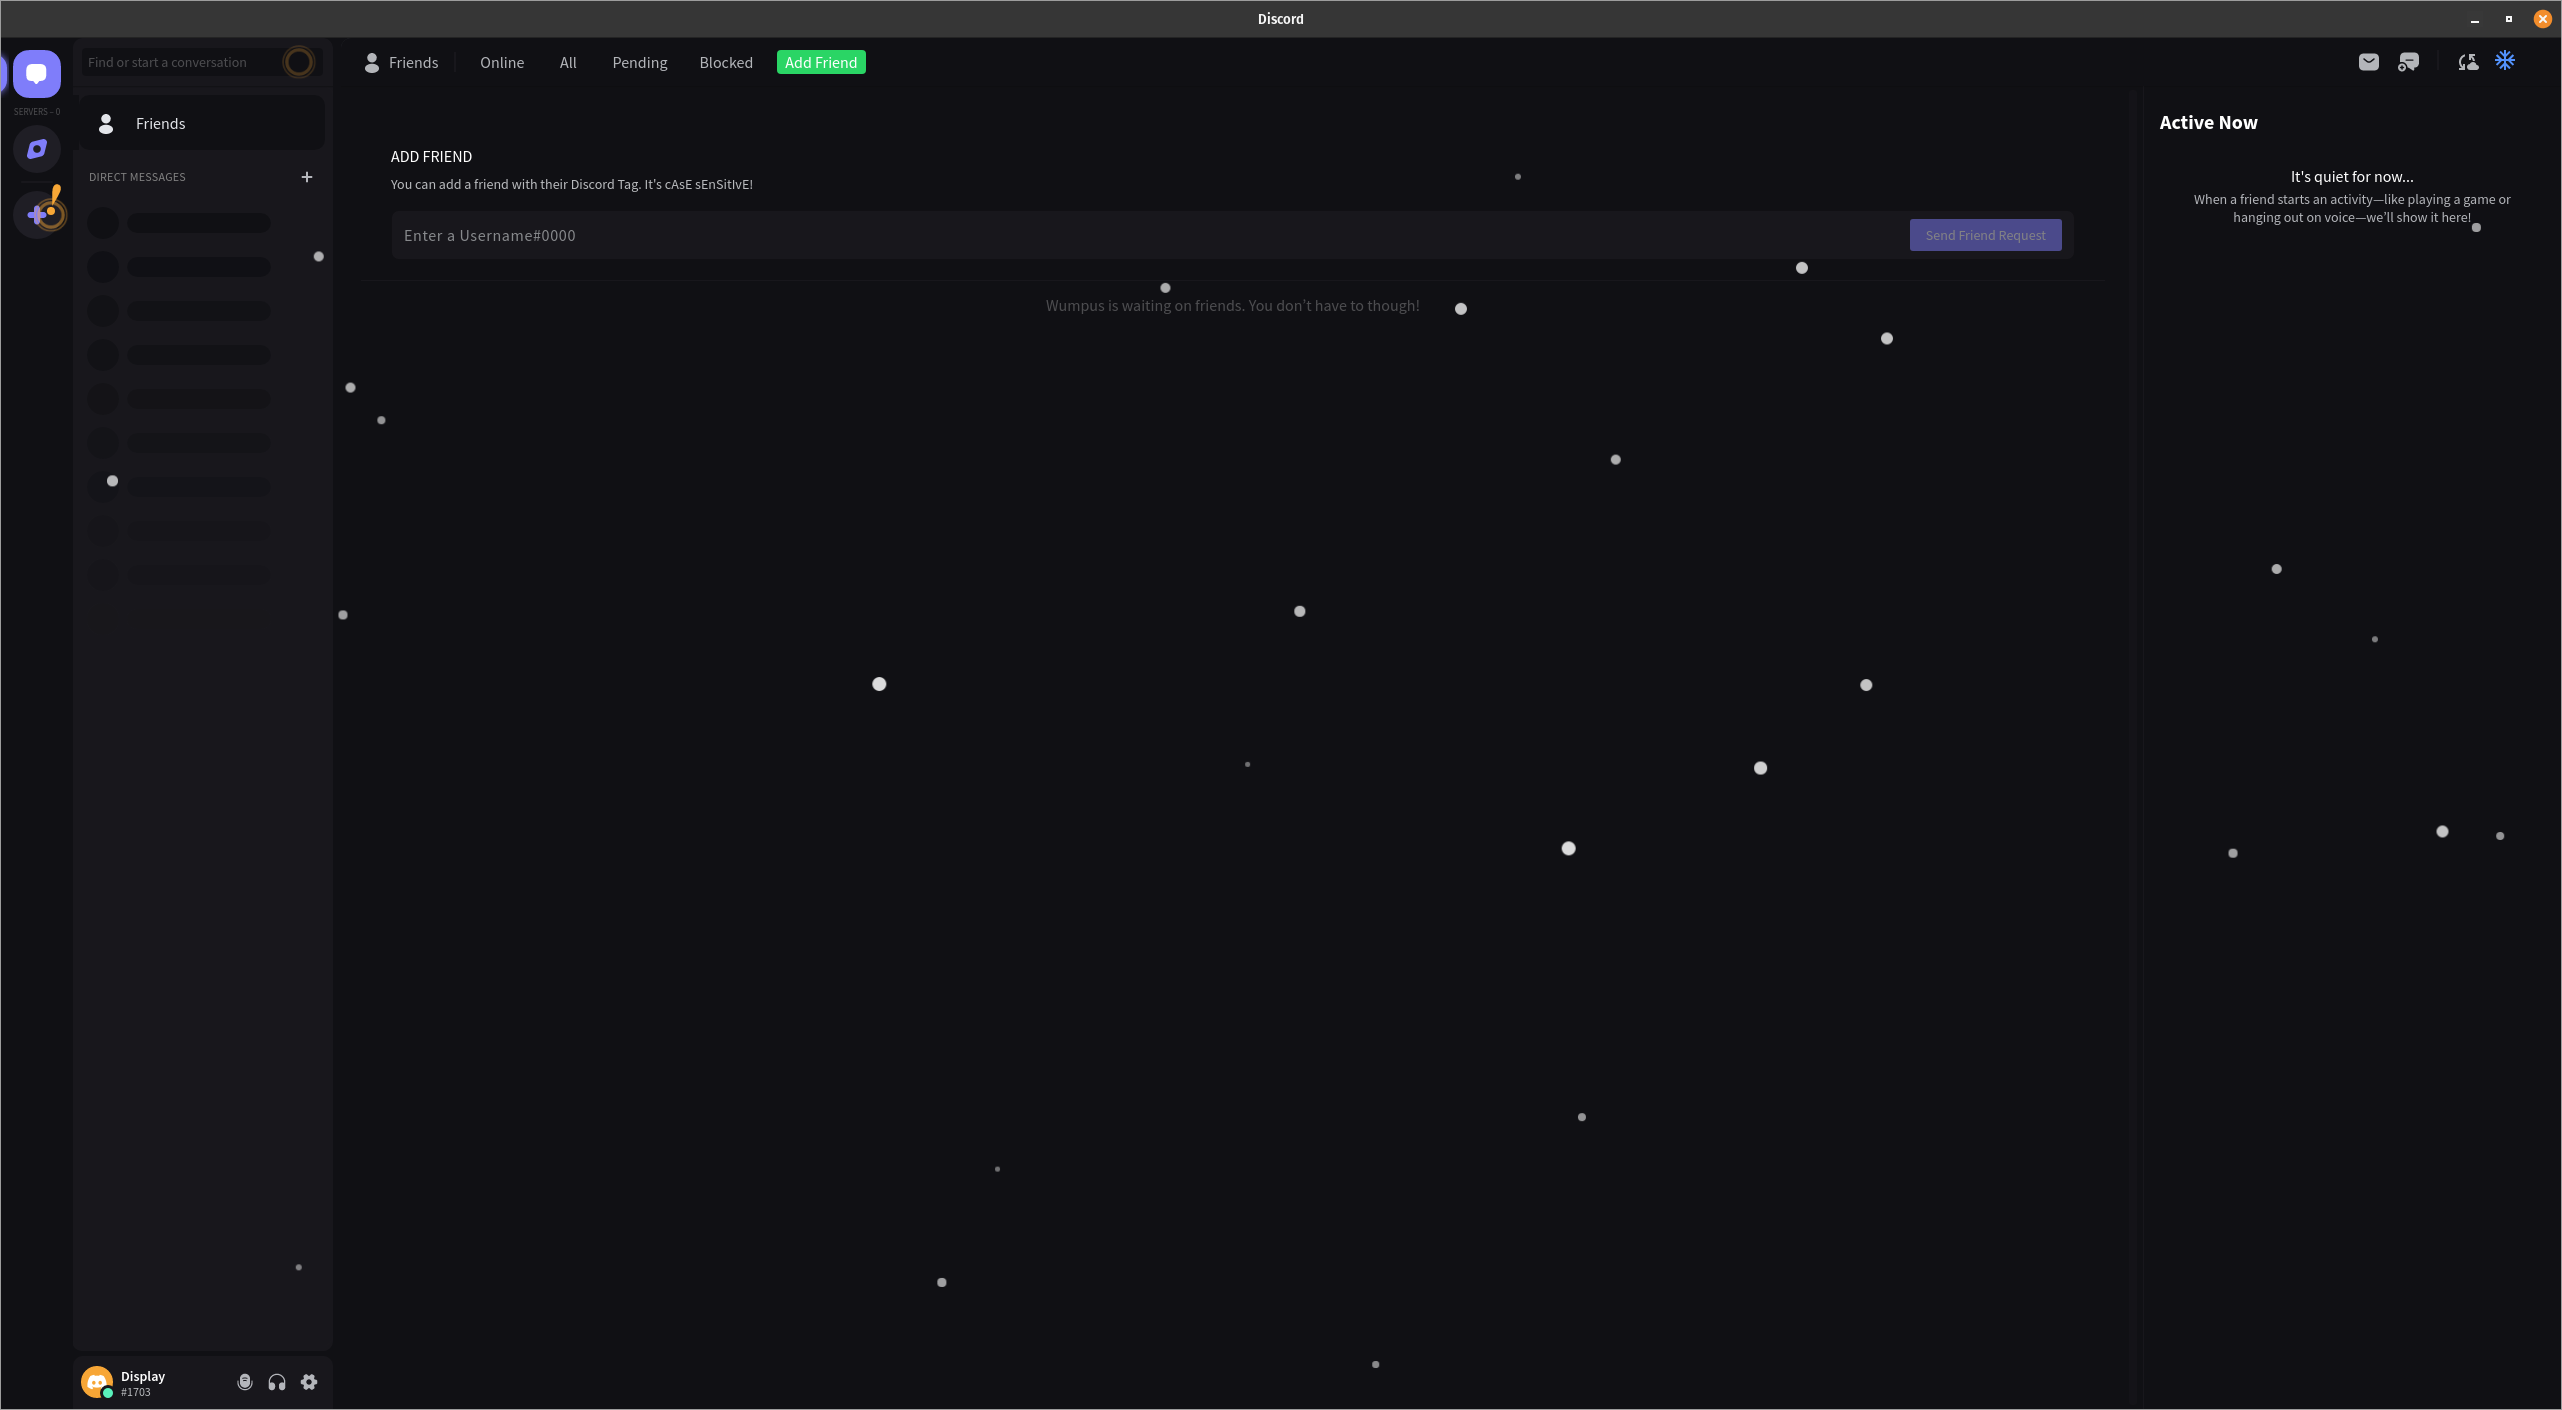 Discord
Find or start a conversation
Friends
Online
All
Pending
Blocked
Add Friend
SERVERS – 0
Friends
DIRECT MESSAGES
ADD FRIEND
You can add a friend with their Discord Tag. It's cAsE sEnSitIvE!
Enter a Username#0000
Send Friend Request
Wumpus is waiting on friends. You don't have to though!
Active Now
It's quiet for now...
When a friend starts an activity—like playing a game or
hanging out on voice—we'll show it here!
Display
#1703